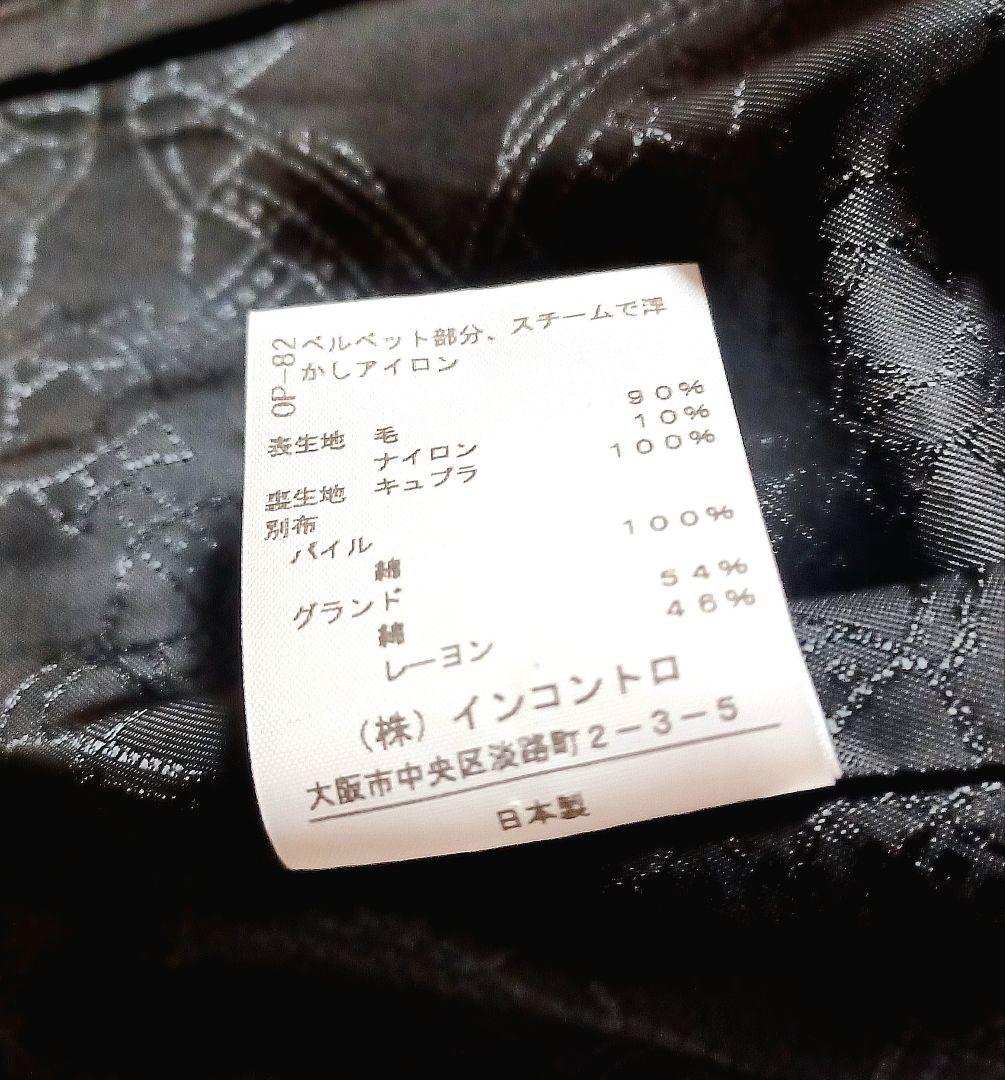 OP-82
ベルベット部分、スチームで浮
かしアイロン
表生地 毛 90%
ナイロン 10%
裏生地 キュプラ 100%
別布
パイル
綿 100%
グランド
綿 54%
レーヨン 46%
(株)インコントロ
大阪市中央区淡路町2-3-5
日本製